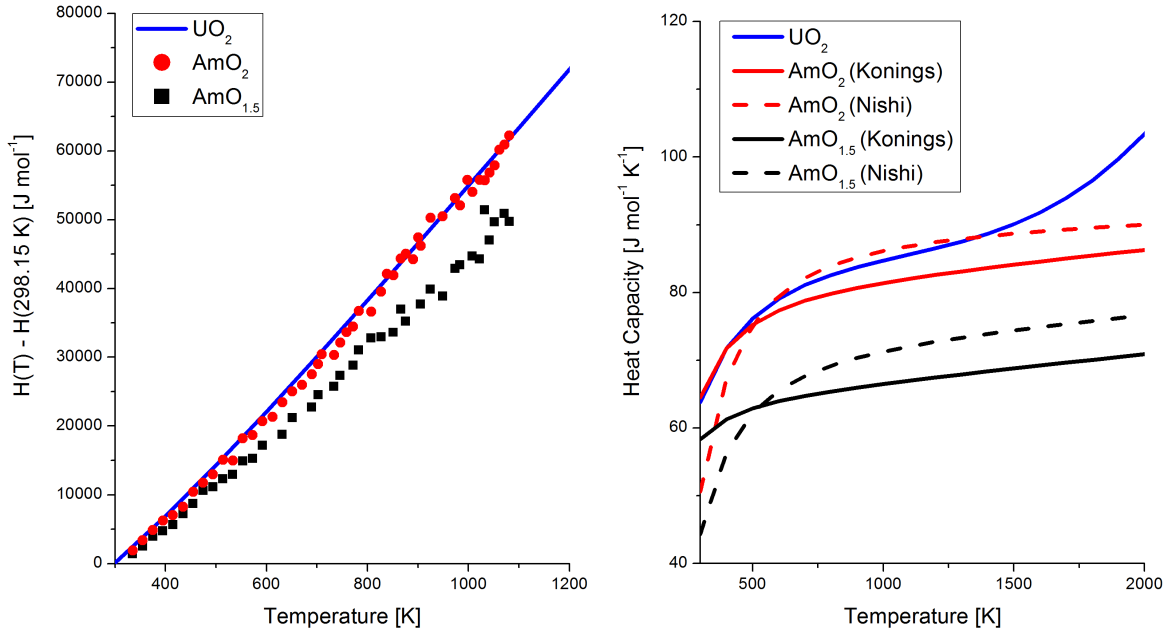 80000
70000
60000
50000
40000
30000
20000
10000
0
H(T) - H(298.15 K) [J mol⁻¹]
UO₂
AmO₂
AmO₁.₅
400
600
800
1000
1200
Temperature [K]
120
100
80
60
40
Heat Capacity [J mol⁻¹ K⁻¹]
UO₂
AmO₂ (Konings)
AmO₂ (Nishi)
AmO₁.₅ (Konings)
AmO₁.₅ (Nishi)
500
1000
1500
2000
Temperature [K]